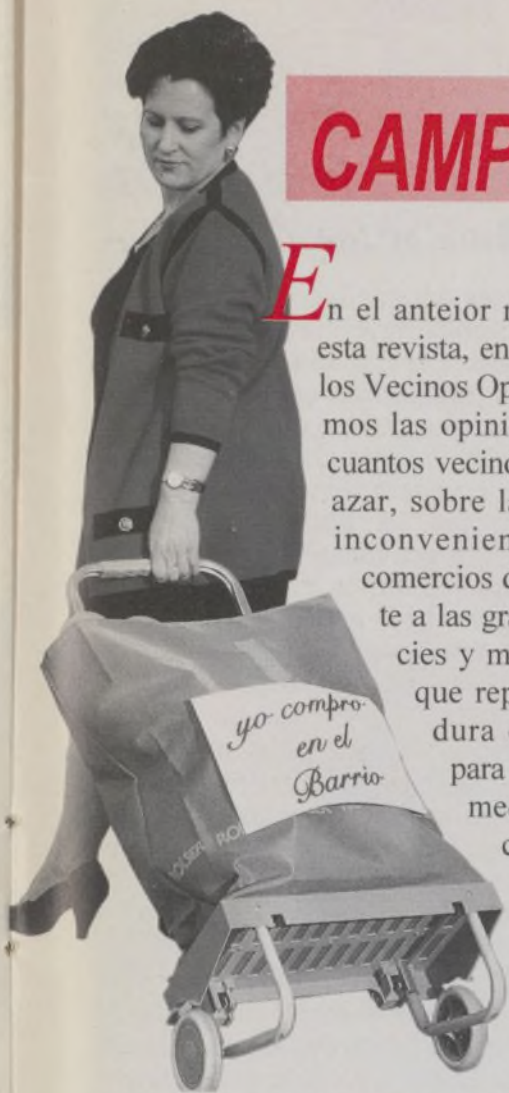 CAMP
En el anteior
esta revista, en
los Vecinos Op
mos las opini
cuantos vecino
azar, sobre l
inconvenien
comercios
te a las gra
cies y m
que rep
dura
para
me
yo compro
en el
Barrio